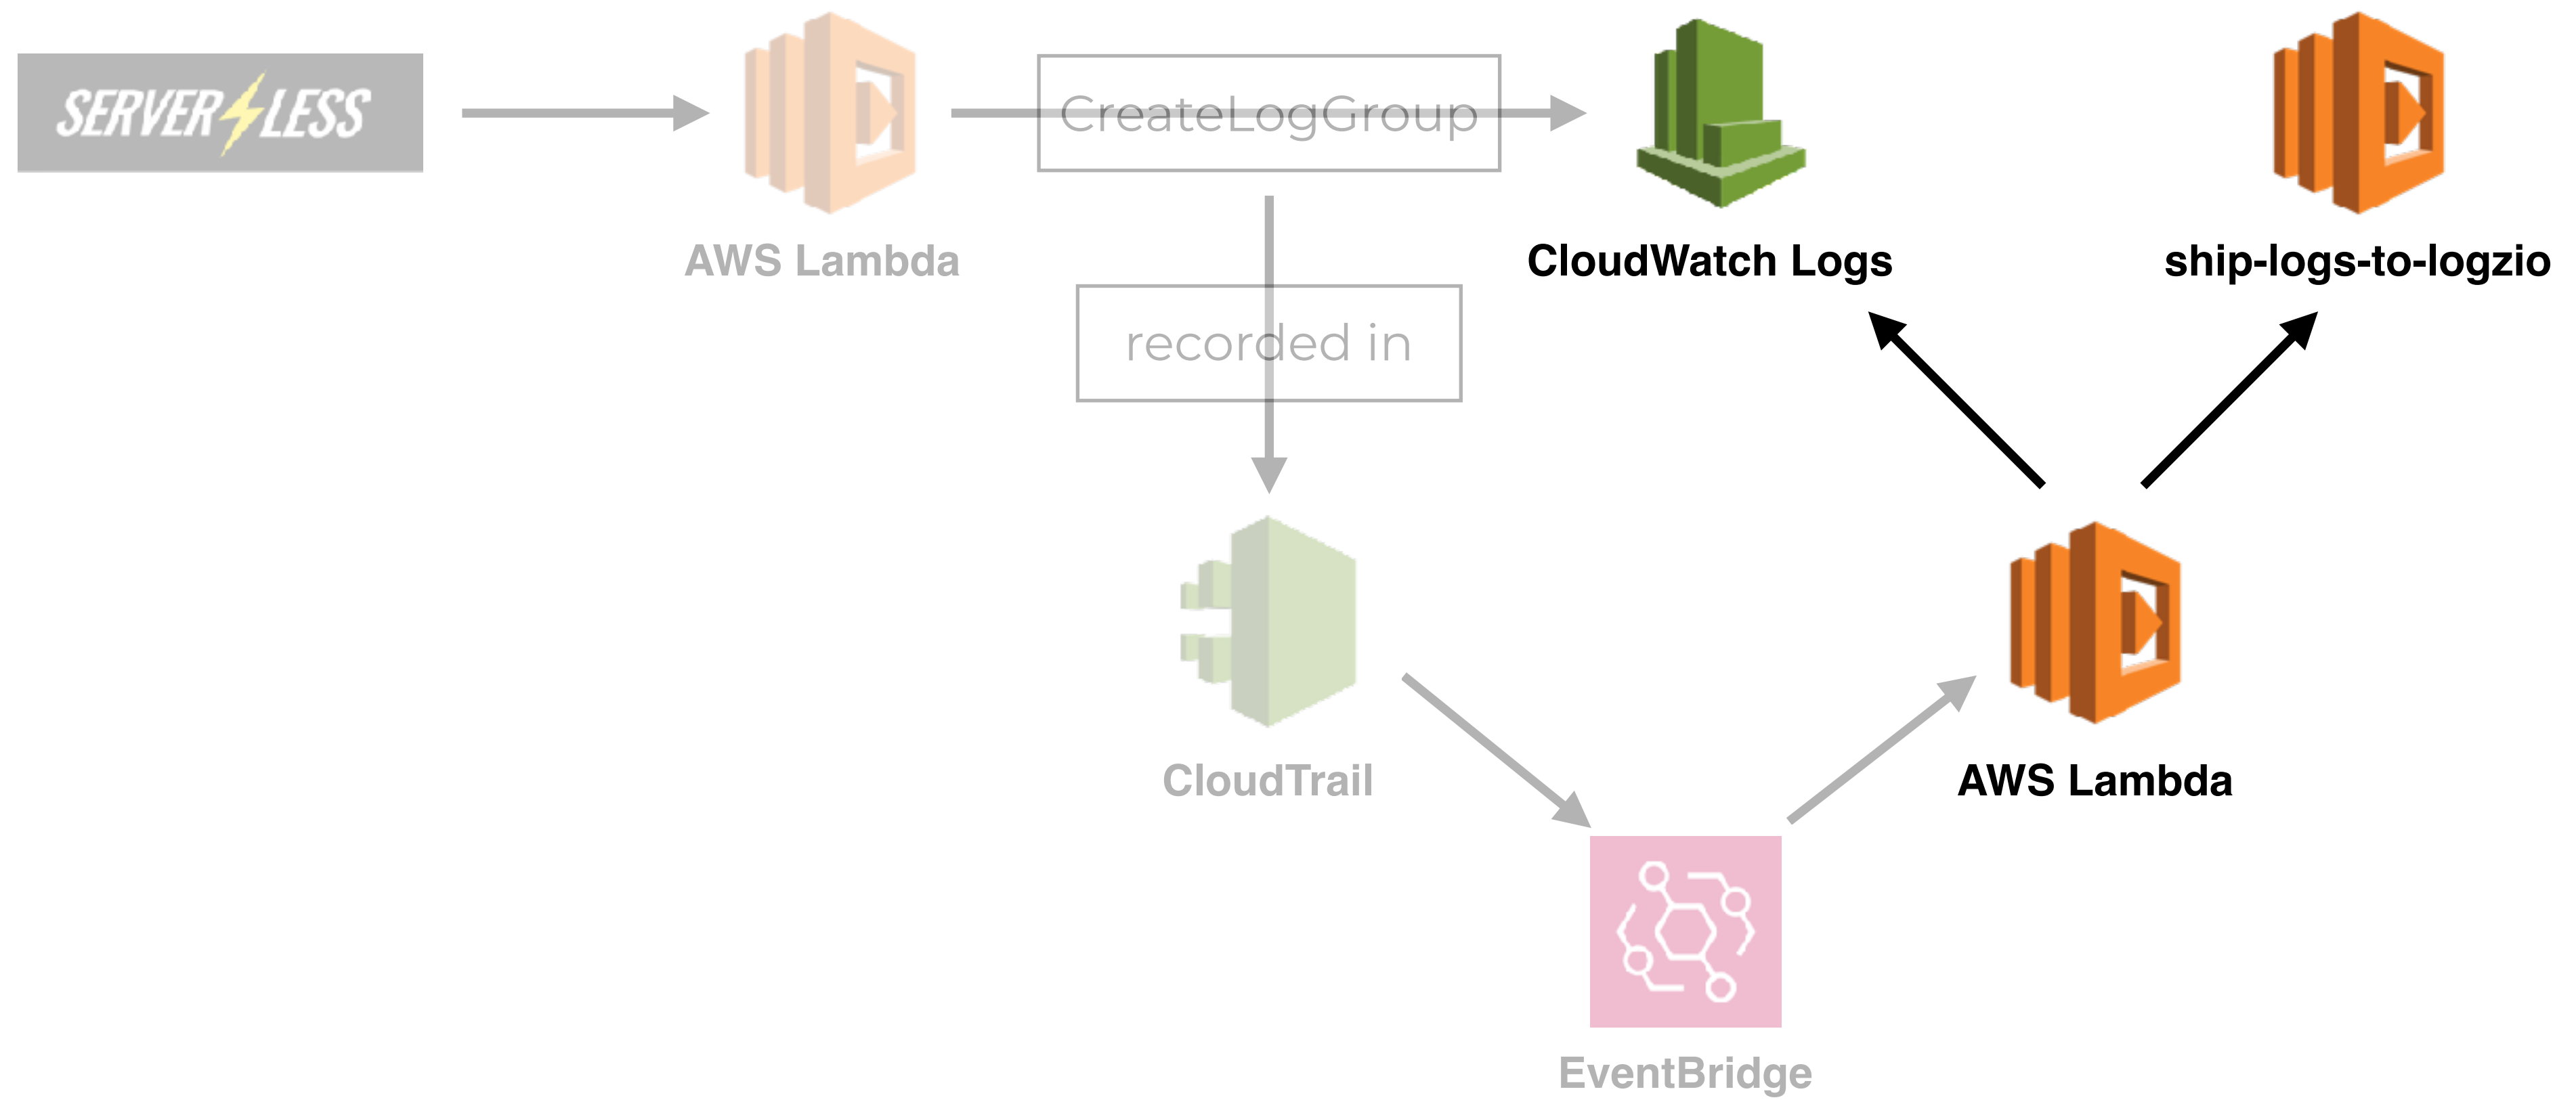 SERVERLESS
CreateLogGroup
AWS Lambda
CloudWatch Logs
ship-logs-to-logzio
recorded in
CloudTrail
AWS Lambda
EventBridge